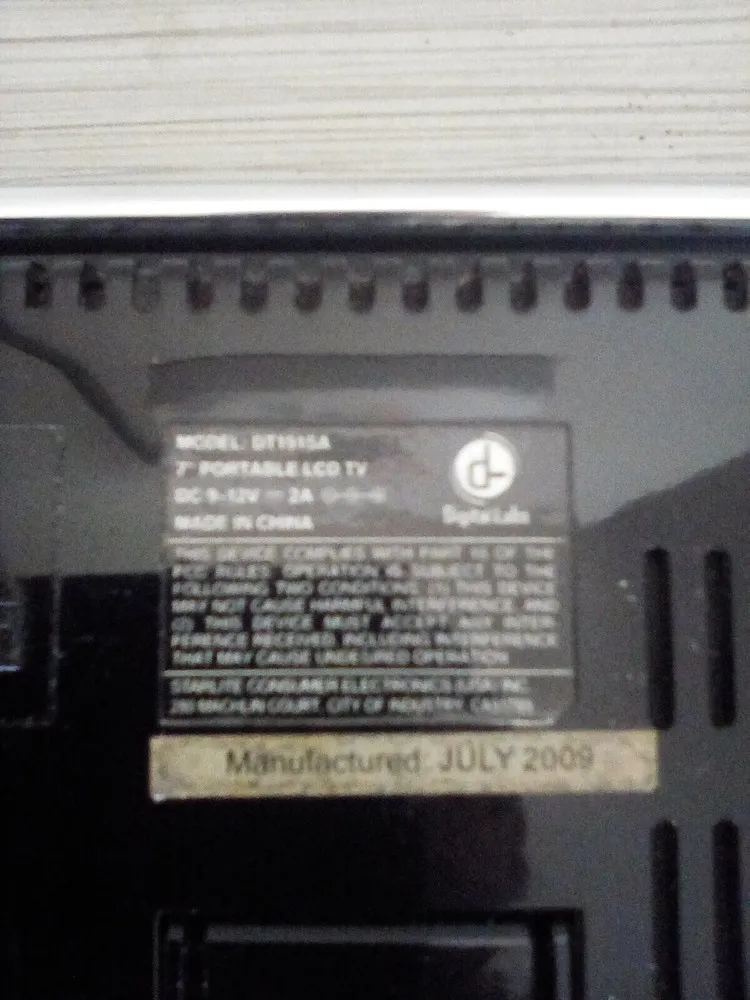 MODEL: DT191SA
7" PORTABLE LCD TV
DC 9-12V 2A
MADE IN CHINA
Digital Labs
THIS DEVICE COMPLIES WITH PART 15 OF THE
FCC RULES. OPERATION IS SUBJECT TO THE
FOLLOWING TWO CONDITIONS: (1) THIS DEVICE
MAY NOT CAUSE HARMFUL INTERFERENCE, AND
(2) THIS DEVICE MUST ACCEPT ANY INTER-
FERENCE RECEIVED, INCLUDING INTERFERENCE
THAT MAY CAUSE UNDESIRED OPERATION
STARLITE CONSUMER ELECTRONICS (USA) INC.
COURT, CITY OF INDUSTRY, CA
Manufactured: JULY 2009